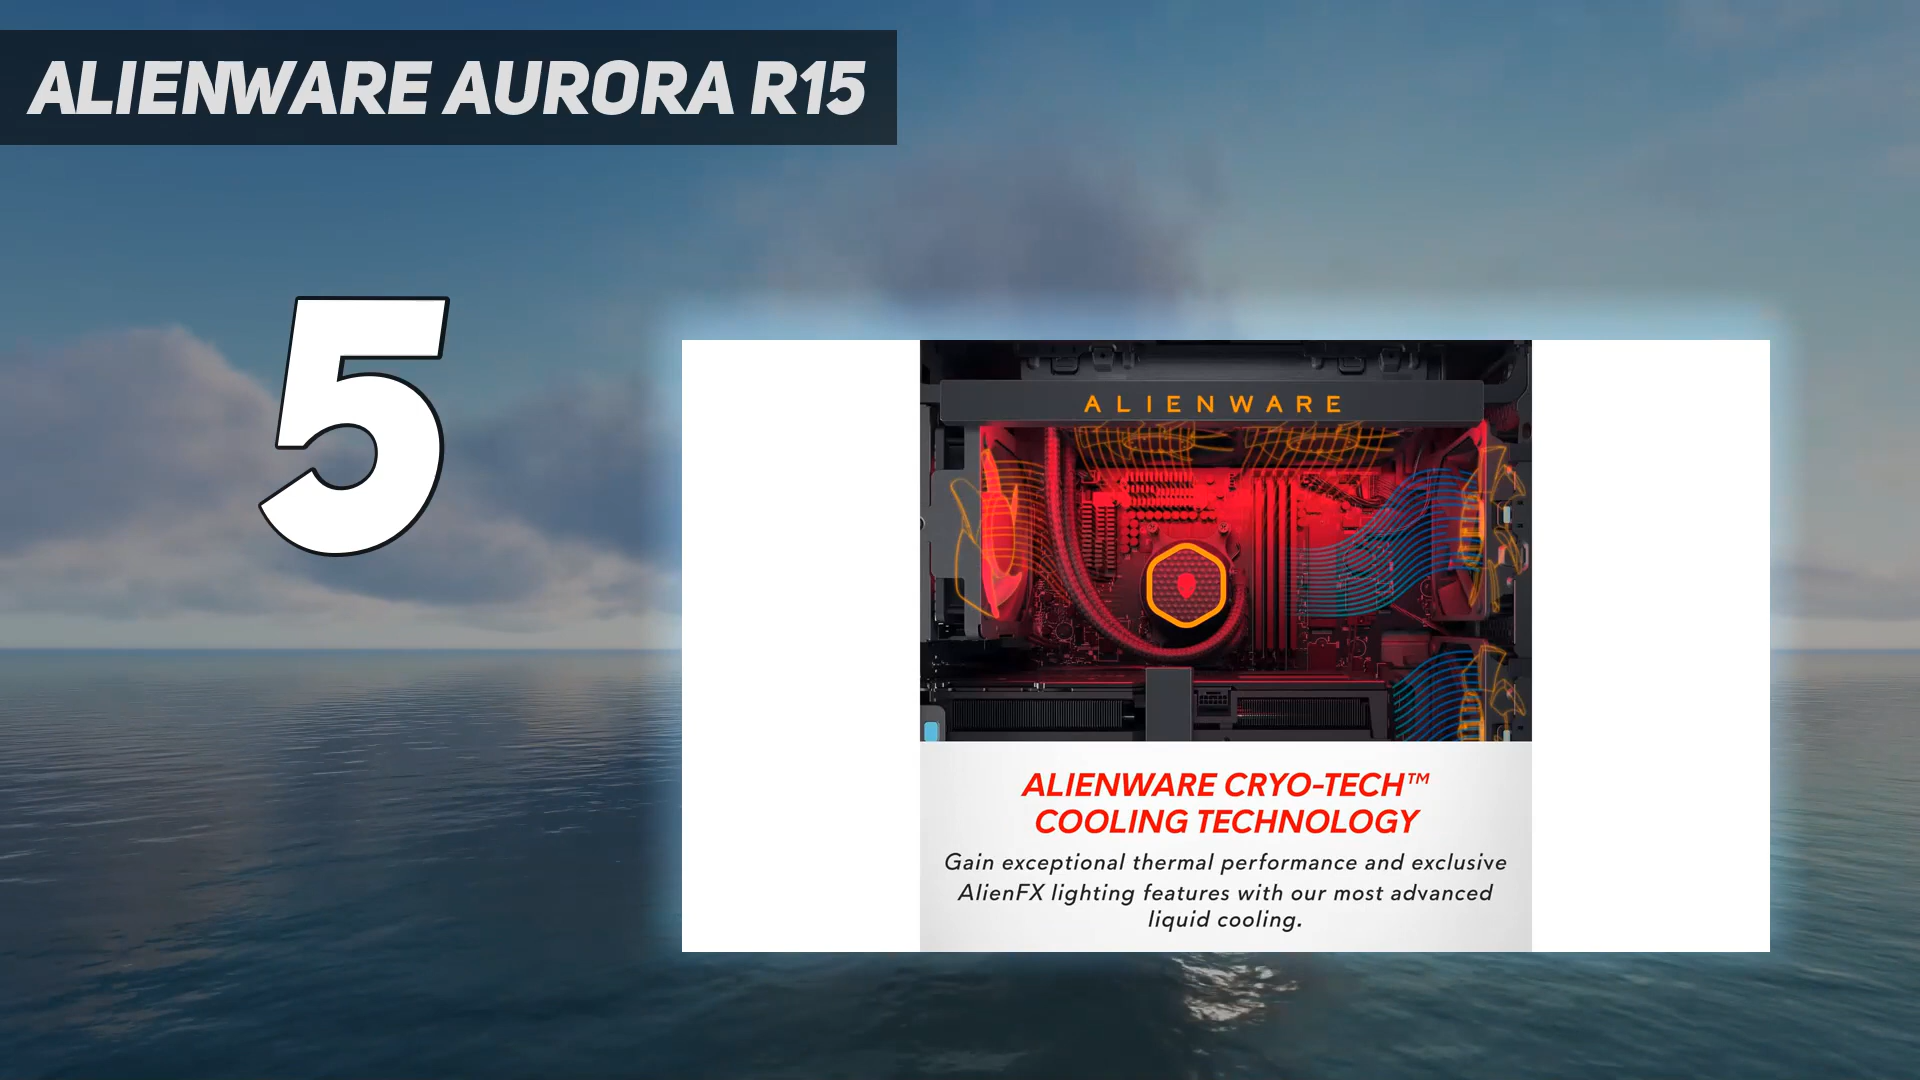 ALIENWARE AURORA R15
5
ALIENWARE
ALIENWARE CRYO-TECH™
COOLING TECHNOLOGY
Gain exceptional thermal performance and exclusive
AlienFX lighting features with our most advanced
liquid cooling.